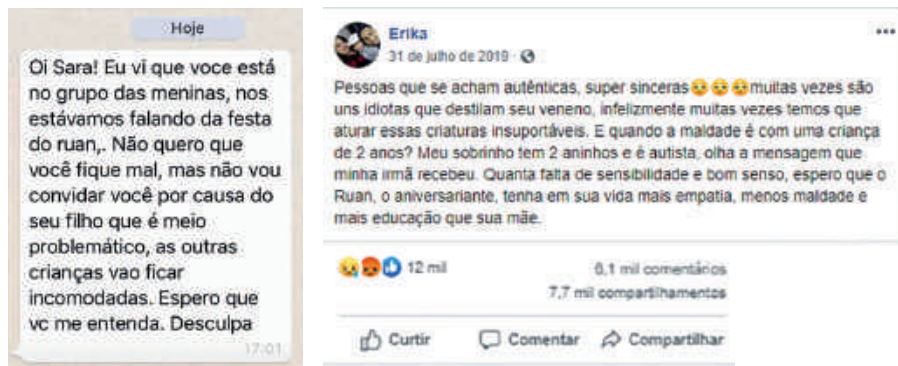 Hoje
Oi Sara! Eu vi que voce está
no grupo das meninas, nos
estávamos falando da festa
do ruan,. Não quero que
você fique mal, mas não vou
convidar você por causa do
seu filho que é meio
problemático, as outras
crianças vao ficar
incomodadas. Espero que
vc me entenda. Desculpa
17:01
Erika
31 de julho de 2019 ·
Pessoas que se acham autênticas, super sinceras😔😔😔muitas vezes são
uns idiotas que destilam seu veneno, infelizmente muitas vezes temos que
aturar essas criaturas insuportáveis. E quando a maldade é com uma criança
de 2 anos? Meu sobrinho tem 2 aninhos e é autista, olha a mensagem que
minha irmã recebeu. Quanta falta de sensibilidade e bom senso, espero que o
Ruan, o aniversariante, tenha em sua vida mais empatia, menos maldade e
mais educação que sua mãe.
12 mil
6,1 mil comentários
7,7 mil compartilhamentos
Curtir
Comentar
Compartilhar